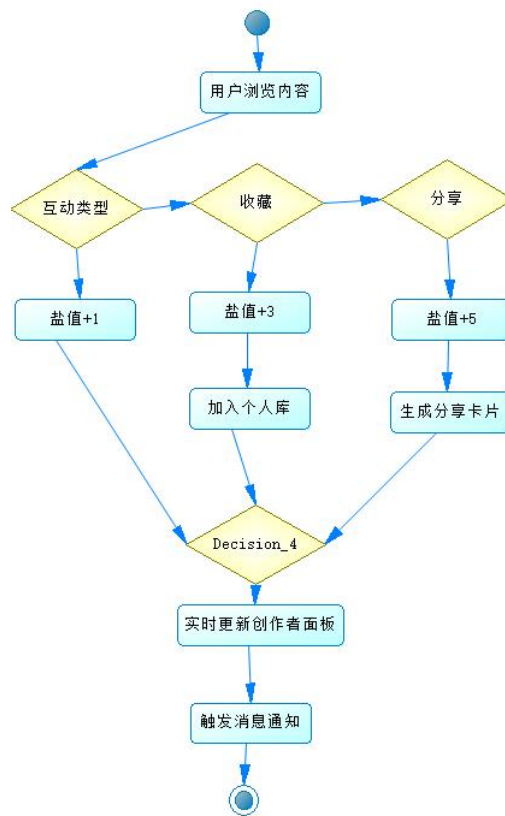 用户浏览内容
互动类型
收藏
分享
盐值+1
盐值+3
盐值+5
加入个人库
生成分享卡片
Decision_4
实时更新创作者面板
触发消息通知